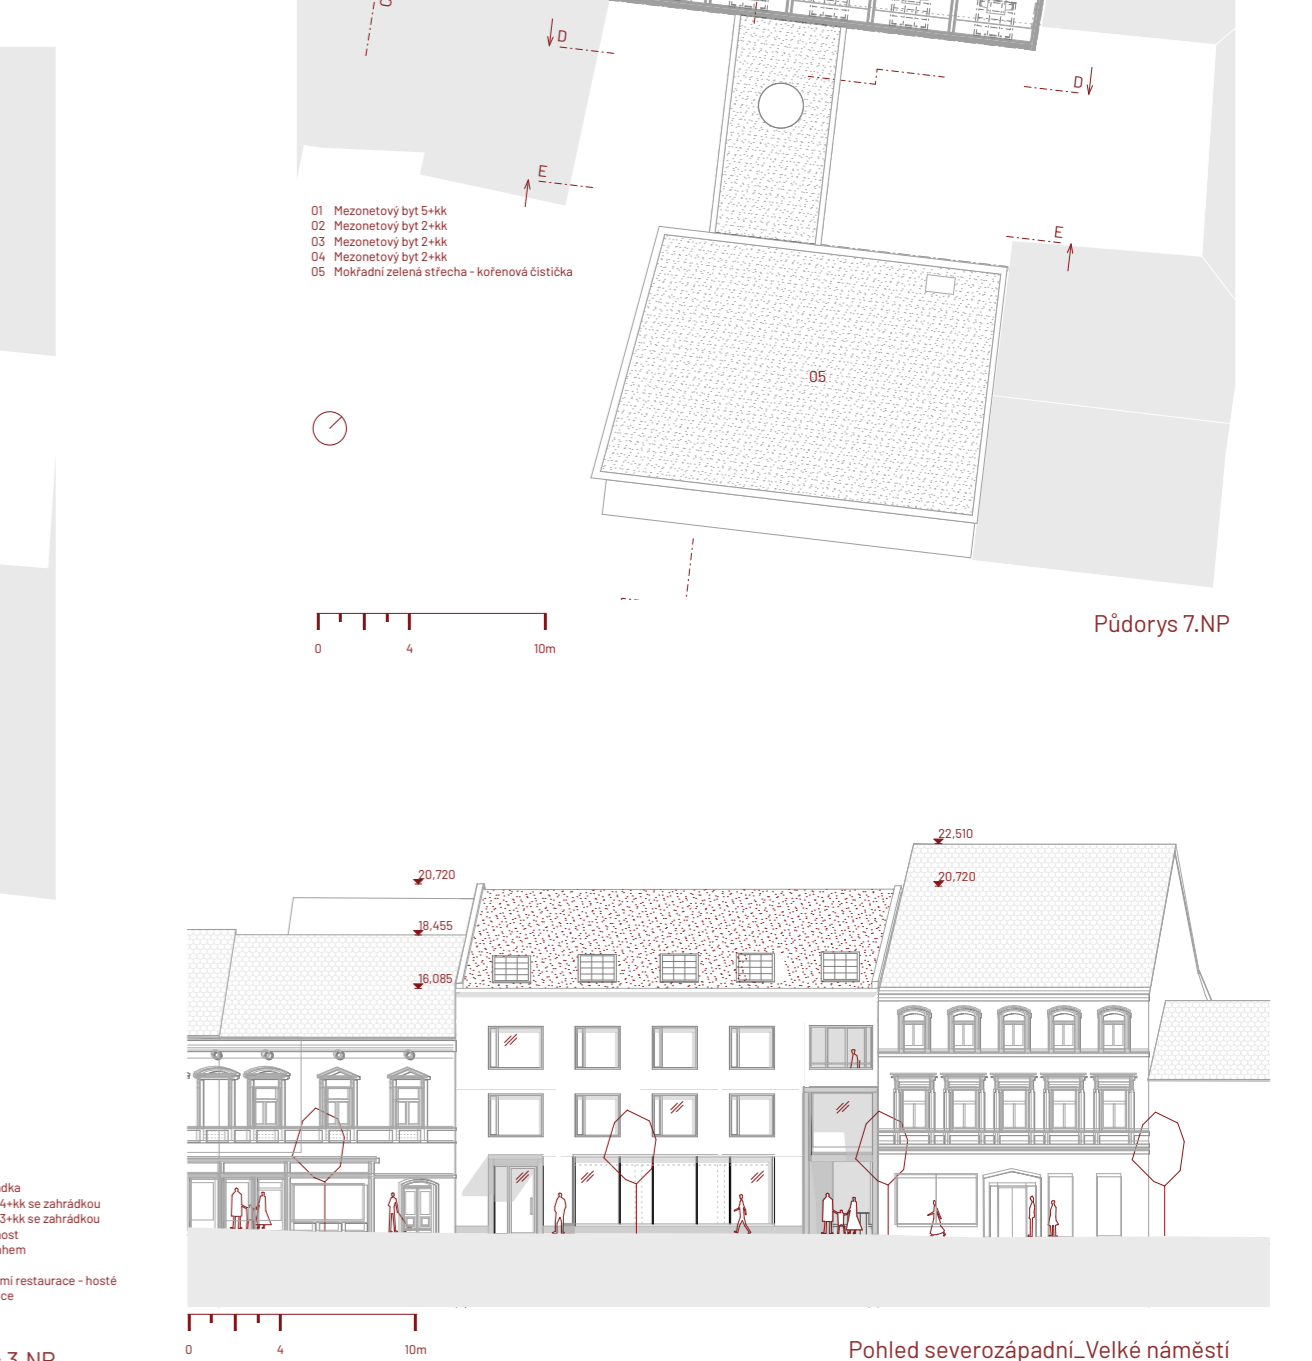 D
D
E
E
01 Mezonetový byt 5+kk
02 Mezonetový byt 2+kk
03 Mezonetový byt 2+kk
04 Mezonetový byt 2+kk
05 Mokřadní zelená střecha - kořenová čistička
05
0 4 10m
Půdorys 7.NP
22,510
20,720
20,720
18,455
16,085
4+kk se zahrádkou
3+kk se zahrádkou
restaurace - hosté
0 4 10m
3.NP
Pohled severozápadní_Velké náměstí